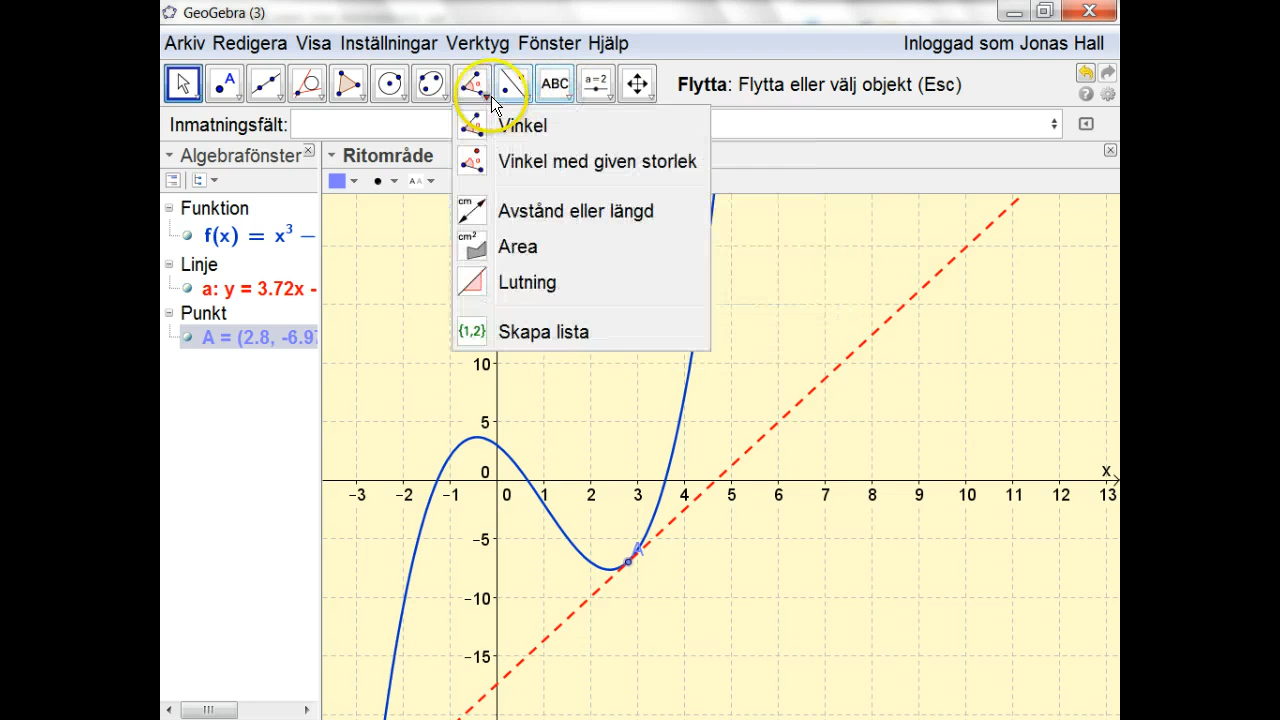 GeoGebra (3)
Arkiv Redigera Visa Inställningar Verktyg Fönster Hjälp Inloggad som Jonas Hall
ABC a=2 Flytta: Flytta eller välj objekt (Esc)
Inmatningsfält:
Vinkel
Vinkel med given storlek
cm Avstånd eller längd
cm² Area
Lutning
{1,2} Skapa lista
Algebrafönster
Ritområde
AA
Funktion
f(x) = x³ –
Linje
a: y = 3.72x -
Punkt
A = (2.8, -6.97
10
5
0
-5
-10
-15
x
-3 -2 -1 0 1 2 3 4 5 6 7 8 9 10 11 12 13
A